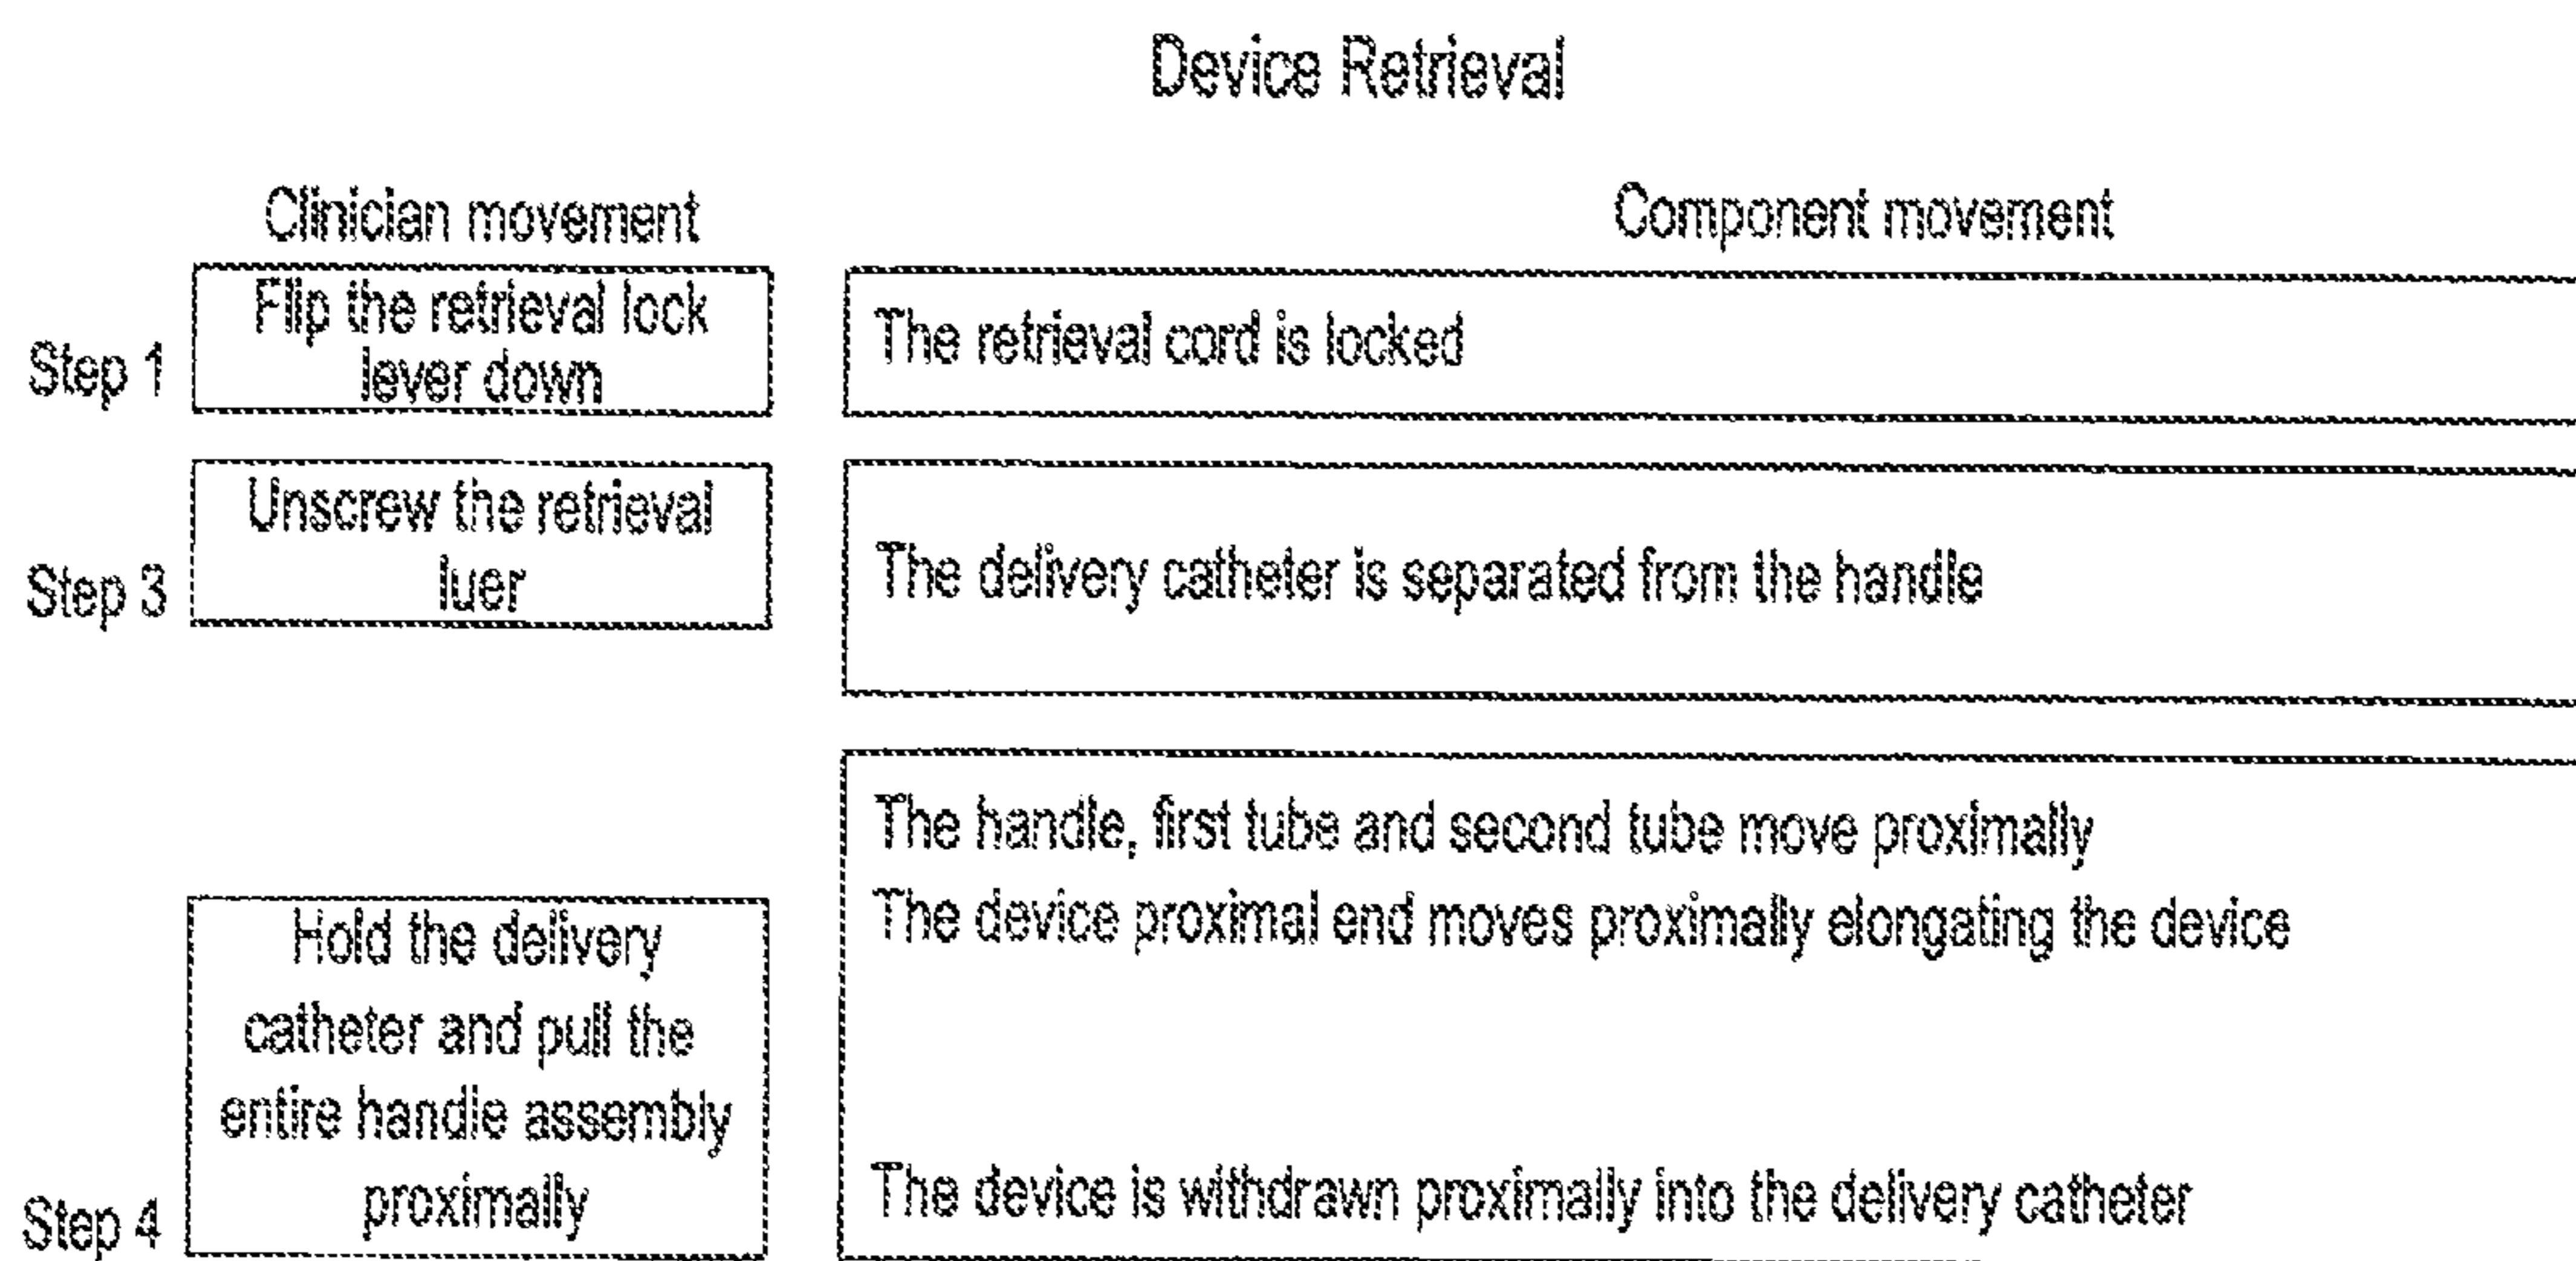 Device Retrieval
Clinician movement
Component movement
Step 1
Flip the retrieval lock
lever down
The retrieval cord is locked
Step 3
Unscrew the retrieval
luer
The delivery catheter is separated from the handle
Step 4
Hold the delivery
catheter and pull the
entire handle assembly
proximally
The handle, first tube and second tube move proximally
The device proximal end moves proximally elongating the device
The device is withdrawn proximally into the delivery catheter